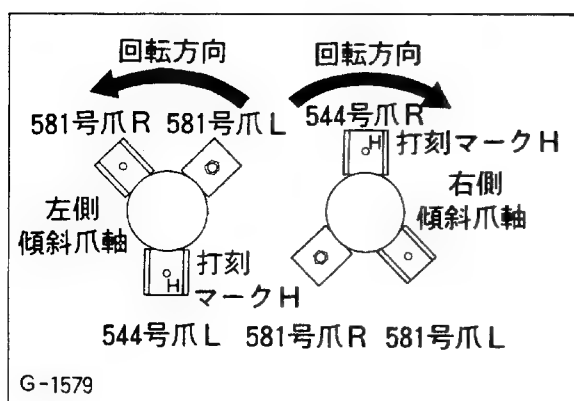 回転方向 回転方向
581号爪R 581号爪L 544号爪R
H 打刻マークH
左側
傾斜爪軸
右側
傾斜爪軸
打刻
マークH
H
544号爪L 581号爪R 581号爪L
G-1579